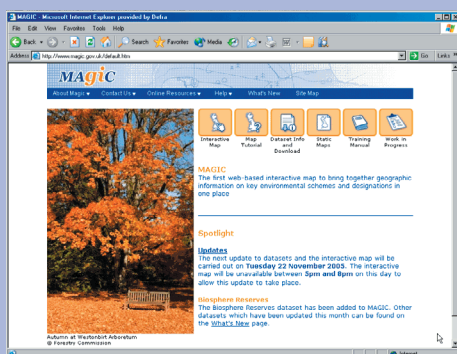 MAGIC - Microsoft Internet Explorer provided by Defra
File Edit View Favorites Tools Help
Back Search Favorites Media
Address http://www.magic.gov.uk/default.htm Go Links »
MAGIC
About Magic Contact Us Online Resources Help What's New Site Map
Interactive Map
Map Tutorial
Dataset Info and Download
Static Maps
Training Manual
Work in Progress
MAGIC
The first web-based interactive map to bring together geographic
information on key environmental schemes and designations in
one place
Spotlight
Updates
The next update to datasets and the interactive map will be
carried out on Tuesday 22 November 2005. The interactive
map will be unavailable between 5pm and 8pm on this day to
allow this update to take place.
Biosphere Reserves
The Biosphere Reserves dataset has been added to MAGIC. Other
datasets which have been updated this month can be found on
the What's New page.
Autumn at Westonbirt Arboretum
© Forestry Commission
Internet